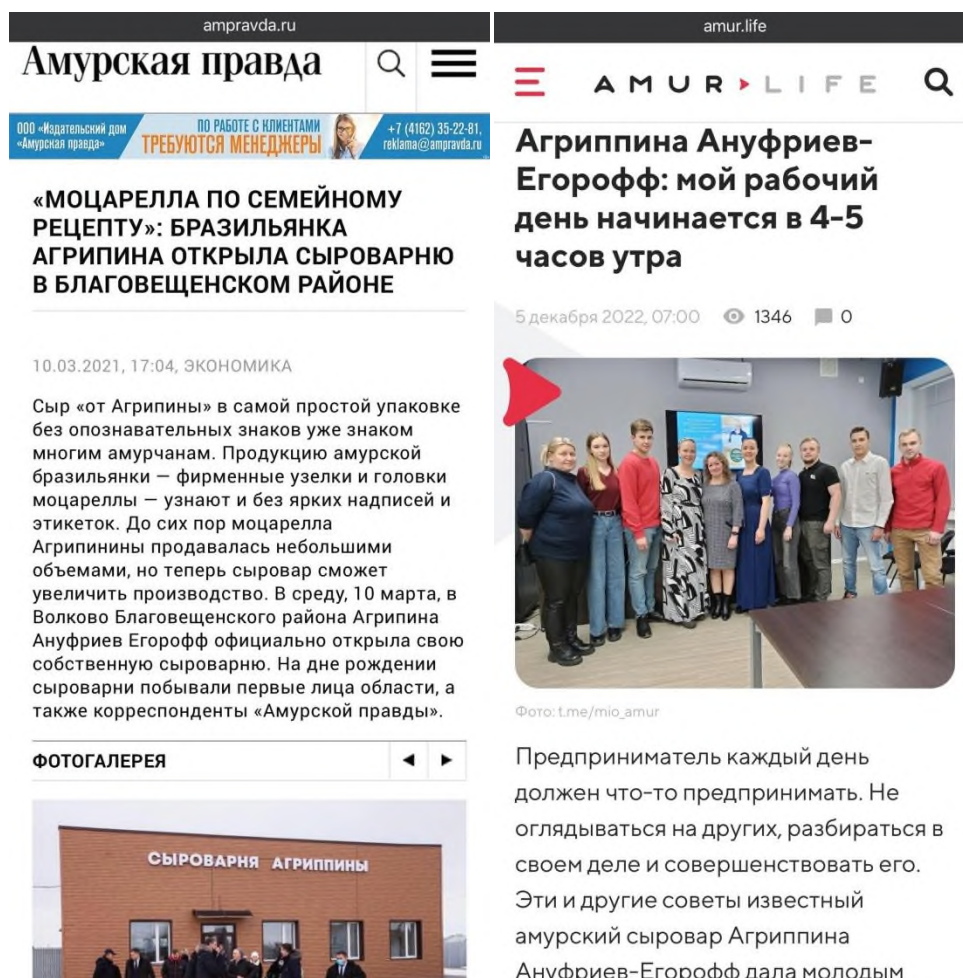 ampravda.ru
Амурская правда
ООО «Издательский дом
«Амурская правда»
ПО РАБОТЕ С КЛИЕНТАМИ
ТРЕБУЮТСЯ МЕНЕДЖЕРЫ
+7 (4162) 35-22-81,
reklama@ampravda.ru
«МОЦАРЕЛЛА ПО СЕМЕЙНОМУ
РЕЦЕПТУ»: БРАЗИЛЬЯНКА
АГРИПИНА ОТКРЫЛА СЫРОВАРНЮ
В БЛАГОВЕЩЕНСКОМ РАЙОНЕ
10.03.2021, 17:04, ЭКОНОМИКА
Сыр «от Агрипины» в самой простой упаковке
без опознавательных знаков уже знаком
многим амурчанам. Продукцию амурской
бразильянки — фирменные узелки и головки
моцареллы — узнают и без ярких надписей и
этикеток. До сих пор моцарелла
Агрипинины продавалась небольшими
объемами, но теперь сыровар сможет
увеличить производство. В среду, 10 марта, в
Волково Благовещенского района Агрипина
Ануфриев Егорофф официально открыла свою
собственную сыроварню. На дне рождении
сыроварни побывали первые лица области, а
также корреспонденты «Амурской правды».
ФОТОГАЛЕРЕЯ
СЫРОВАРНЯ АГРИППИНЫ
amur.life
AMUR LIFE
Агриппина Ануфриев-
Егорофф: мой рабочий
день начинается в 4-5
часов утра
5 декабря 2022, 07:00 1346 0
Фото: t.me/mio_amur
Предприниматель каждый день
должен что-то предпринимать. Не
оглядываться на других, разбираться в
своем деле и совершенствовать его.
Эти и другие советы известный
амурский сыровар Агриппина
Ануфриев-Егорофф дала молодым